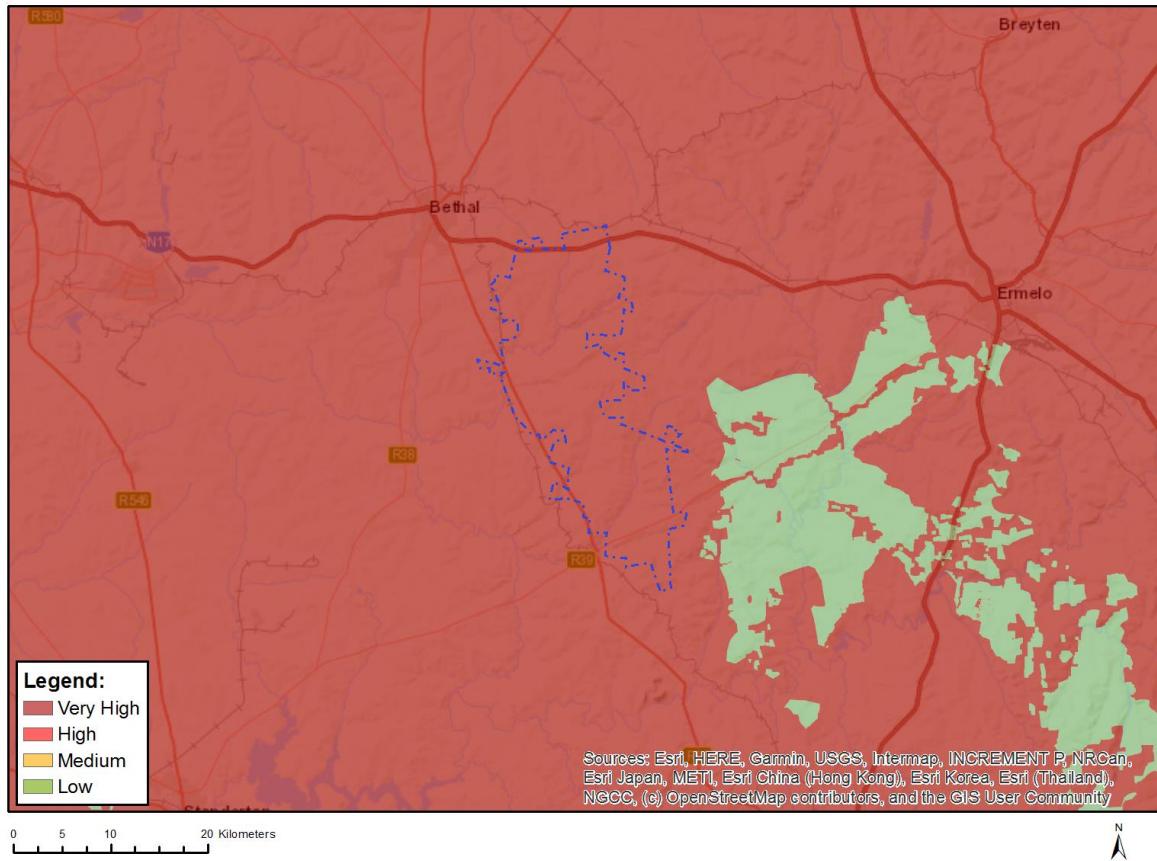 R580
Breyten
Bethal
N17
Ermelo
R38
R546
R39
Legend:
Very High
High
Medium
Low
Sources: Esri, HERE, Garmin, USGS, Intermap, INCREMENT P, NRCan,
Esri Japan, METI, Esri China (Hong Kong), Esri Korea, Esri (Thailand),
NGCC, (c) OpenStreetMap contributors, and the GIS User Community
Standerton
0 5 10 20 Kilometers
N